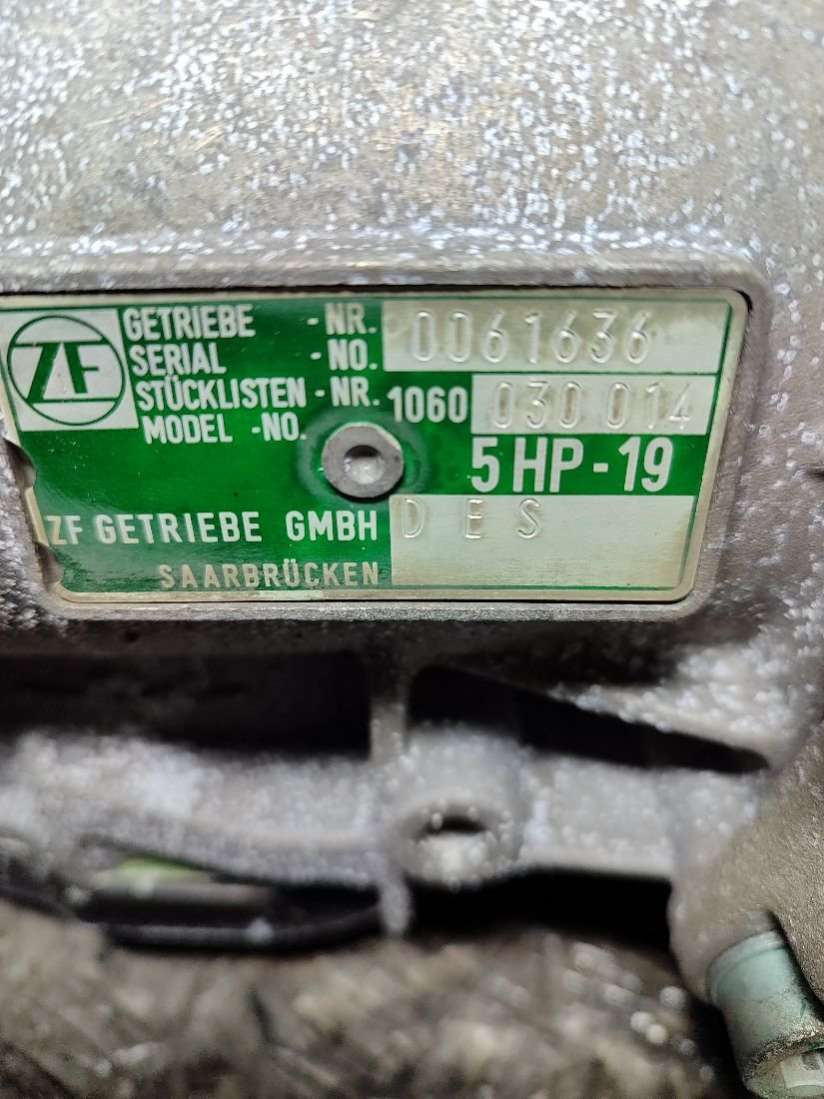 ZF
GETRIEBE -NR. 0061636
SERIAL -NO.
STÜCKLISTEN -NR. 1060 030 014
MODEL -NO.
5 HP - 19
ZF GETRIEBE GMBH DES
SAARBRÜCKEN